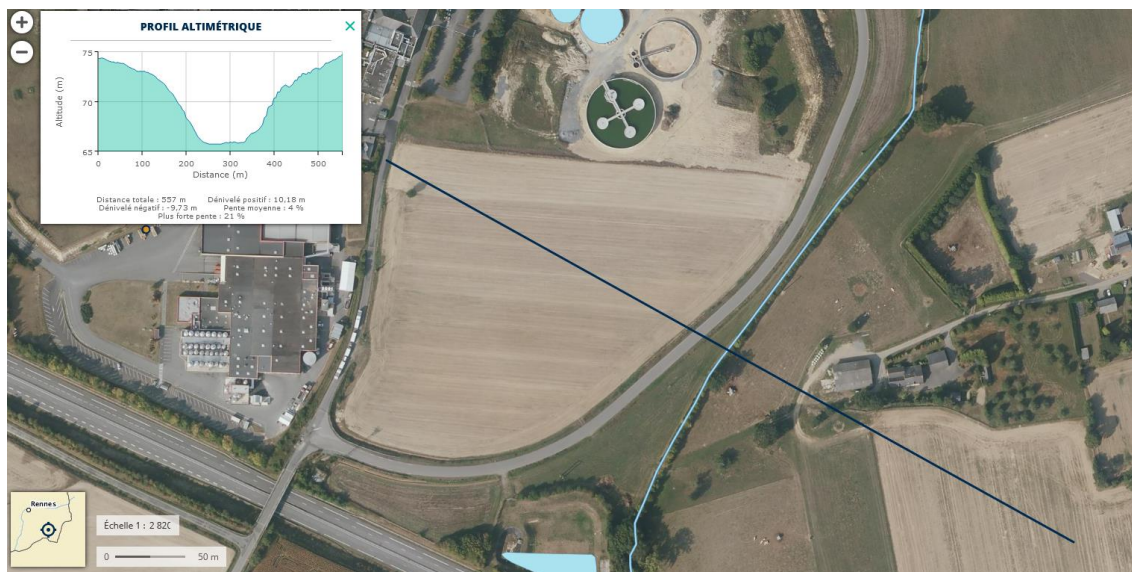 PROFIL ALTIMÉTRIQUE
75
70
65
Altitude (m)
0 100 200 300 400 500
Distance (m)
Distance totale : 557 m Dénivelé positif : 10,18 m
Dénivelé négatif : -9,73 m Pente moyenne : 4 %
Plus forte pente : 21 %
Rennes
Échelle 1 : 2 820
0 50 m